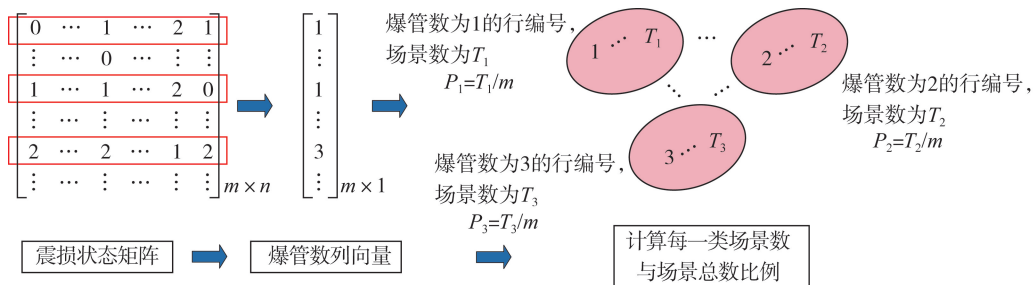 0 ⋯ 1 ⋯ 2 1
⋮ ⋯ 0 ⋯ ⋮ ⋮
1 ⋯ 1 ⋯ 2 0
⋮ ⋯ ⋮ ⋯ ⋮ ⋮
2 ⋯ 2 ⋯ 1 2
⋮ ⋯ ⋮ ⋯ ⋮ ⋮
m×n
1
⋮
1
⋮
3
⋮
m×1
爆管数为1的行编号,
场景数为T₁
P₁=T₁/m
1 ⋯ T₁
⋯
2 ⋯ T₂
⋱ ⋰
3 ⋯ T₃
爆管数为2的行编号,
场景数为T₂
P₂=T₂/m
爆管数为3的行编号,
场景数为T₃
P₃=T₃/m
震损状态矩阵
爆管数列向量
计算每一类场景数
与场景总数比例